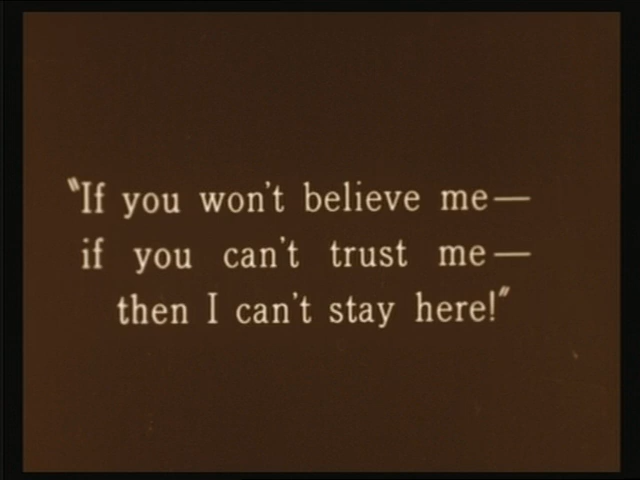 "If you won't believe me—
if you can't trust me—
then I can't stay here!"